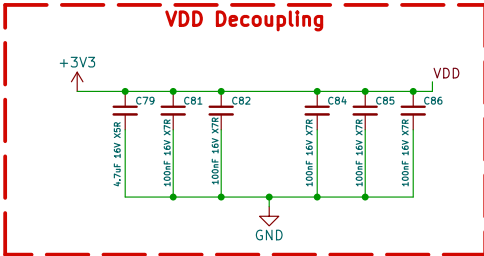 VDD Decoupling
+3V3
VDD
C79
C81
C82
C84
C85
C86
4.7uF 16V X5R
100nF 16V X7R
100nF 16V X7R
100nF 16V X7R
100nF 16V X7R
100nF 16V X7R
GND